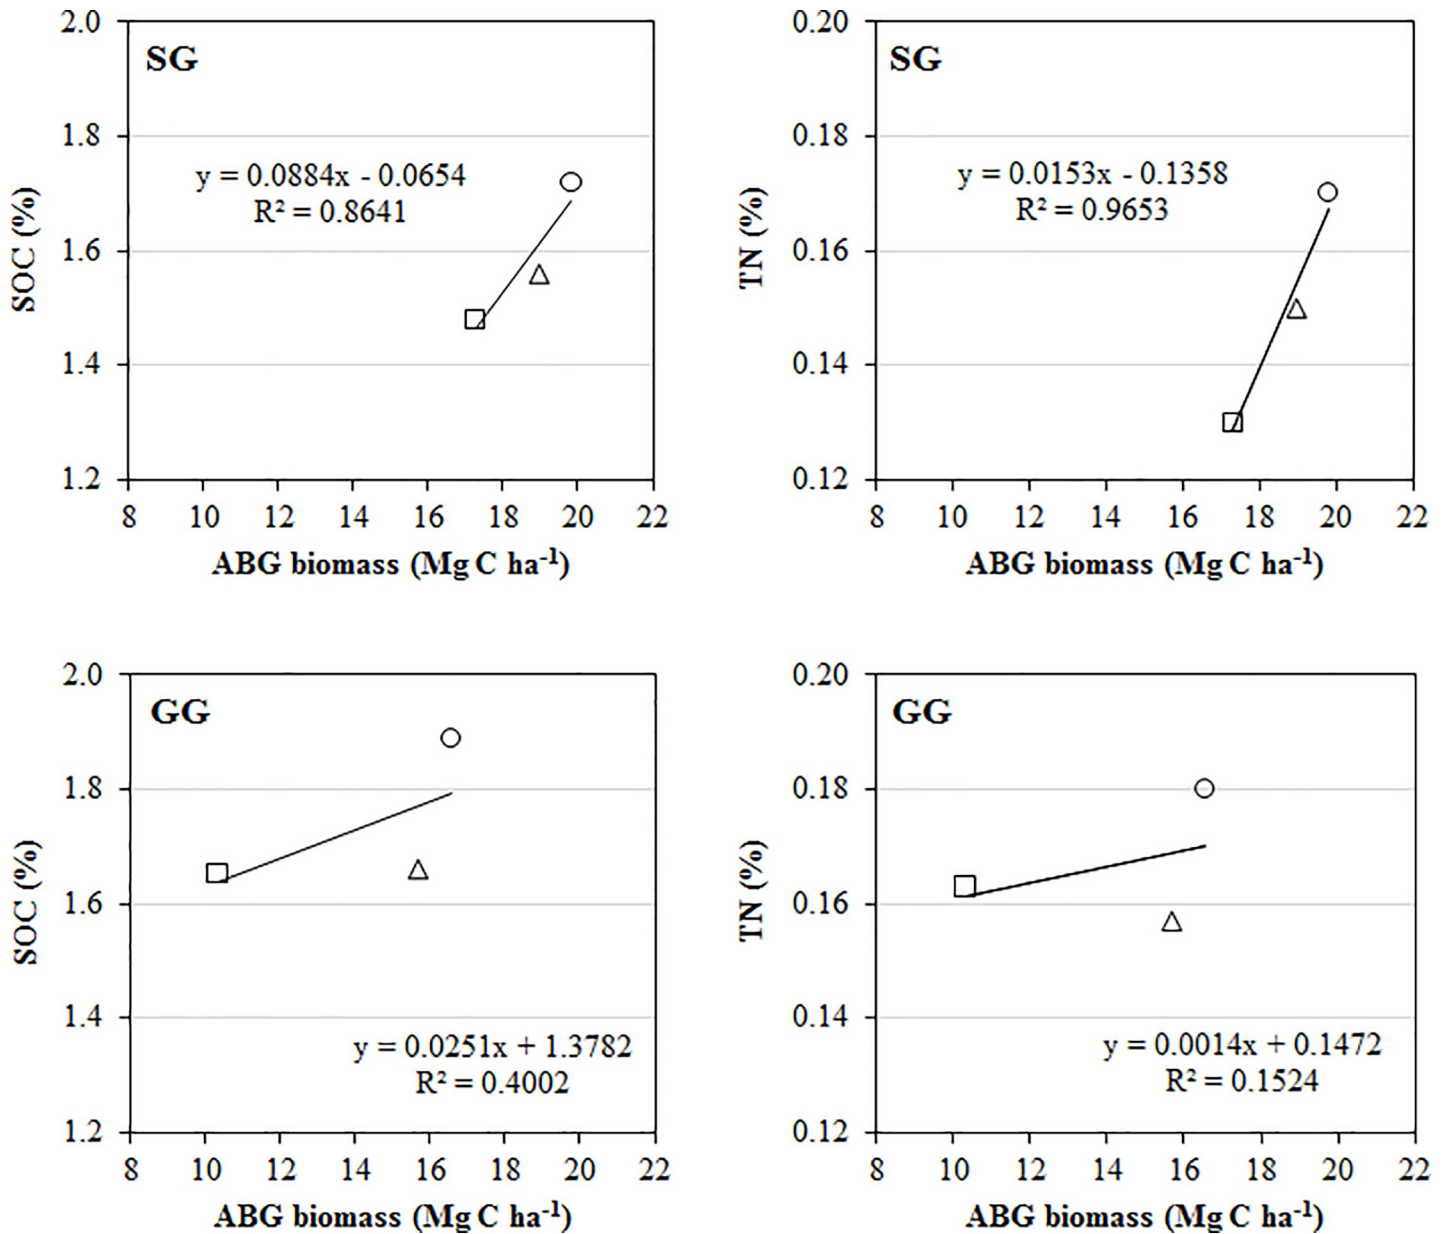 SG
2.0
1.8
1.6
1.4
1.2
SOC (%)
y = 0.0884x - 0.0654
R² = 0.8641
8 10 12 14 16 18 20 22
ABG biomass (Mg C ha⁻¹)
SG
0.20
0.18
0.16
0.14
0.12
TN (%)
y = 0.0153x - 0.1358
R² = 0.9653
8 10 12 14 16 18 20 22
ABG biomass (Mg C ha⁻¹)
GG
2.0
1.8
1.6
1.4
1.2
SOC (%)
y = 0.0251x + 1.3782
R² = 0.4002
8 10 12 14 16 18 20 22
ABG biomass (Mg C ha⁻¹)
GG
0.20
0.18
0.16
0.14
0.12
TN (%)
y = 0.0014x + 0.1472
R² = 0.1524
8 10 12 14 16 18 20 22
ABG biomass (Mg C ha⁻¹)